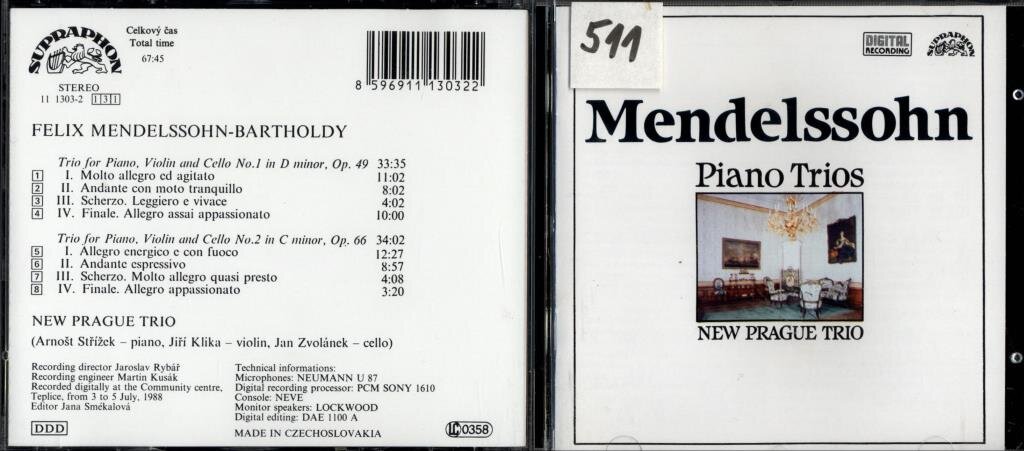 SUPRAPHON
Celkový čas
Total time
67:45
STEREO
11 1303-2 1 3 1
8 596911 130322
FELIX MENDELSSOHN-BARTHOLDY
Trio for Piano, Violin and Cello No.1 in D minor, Op. 49 33:35
1 I. Molto allegro ed agitato 11:02
2 II. Andante con moto tranquillo 8:02
3 III. Scherzo. Leggiero e vivace 4:02
4 IV. Finale. Allegro assai appassionato 10:00
Trio for Piano, Violin and Cello No.2 in C minor, Op. 66 34:02
5 I. Allegro energico e con fuoco 12:27
6 II. Andante espressivo 8:57
7 III. Scherzo. Molto allegro quasi presto 4:08
8 IV. Finale. Allegro appassionato 3:20
NEW PRAGUE TRIO
(Arnošt Střížek – piano, Jiří Klika – violin, Jan Zvolánek – cello)
Recording director Jaroslav Rybář
Recording engineer Martin Kusák
Recorded digitally at the Community centre,
Teplice, from 3 to 5 July, 1988
Editor Jana Smékalová
DDD
Technical informations:
Microphones: NEUMANN U 87
Digital recording processor: PCM SONY 1610
Console: NEVE
Monitor speakers: LOCKWOOD
Digital editing: DAE 1100 A
MADE IN CZECHOSLOVAKIA
LC 0358
511
DIGITAL
RECORDING
SUPRAPHON
Mendelssohn
Piano Trios
NEW PRAGUE TRIO